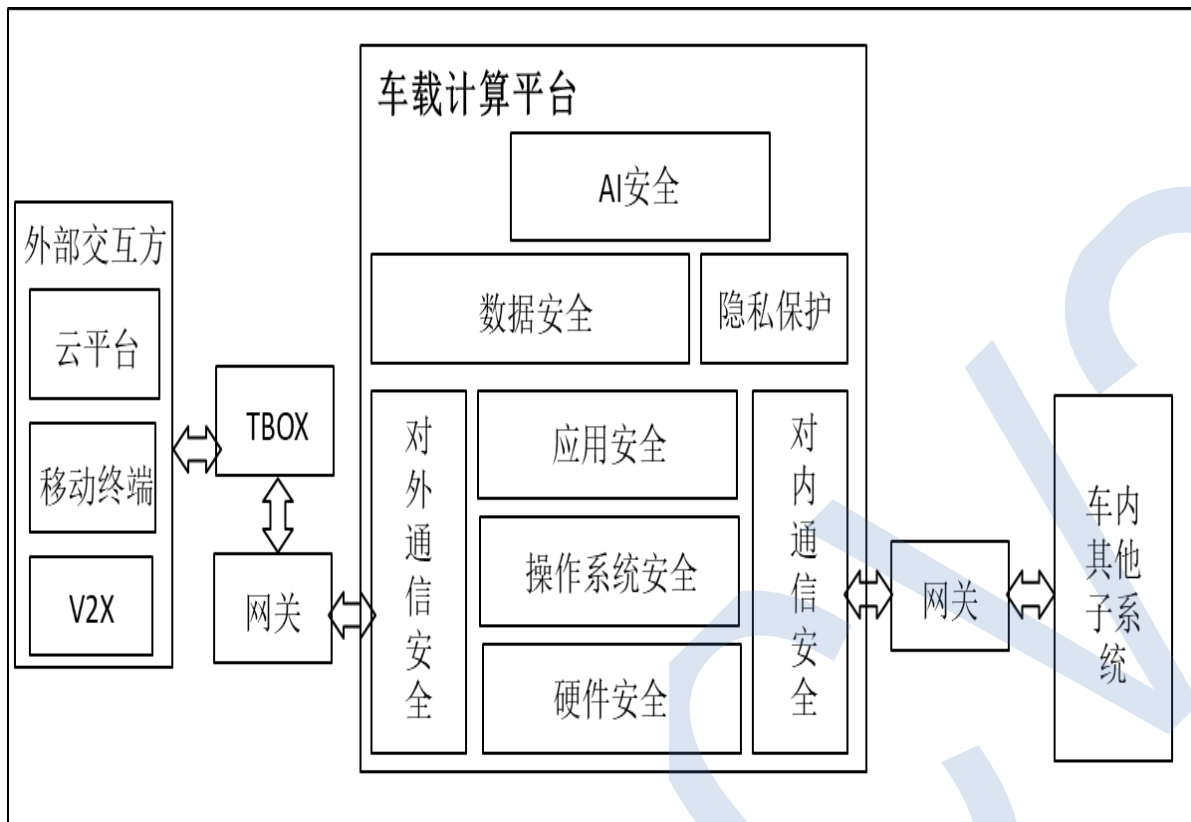 车载计算平台
AI安全
数据安全
隐私保护
外部交互方
云平台
移动终端
V2X
TBOX
网关
对外通信安全
应用安全
操作系统安全
硬件安全
对内通信安全
网关
车内其他子系统